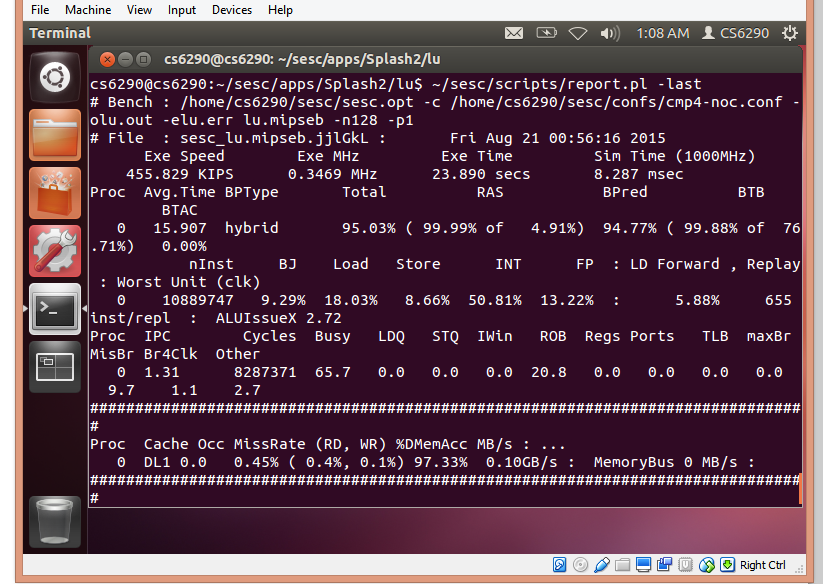 File Machine View Input Devices Help
Terminal 1:08 AM CS6290
cs6290@cs6290: ~/sesc/apps/Splash2/lu
cs6290@cs6290:~/sesc/apps/Splash2/lu$ ~/sesc/scripts/report.pl -last
# Bench : /home/cs6290/sesc/sesc.opt -c /home/cs6290/sesc/confs/cmp4-noc.conf -
olu.out -elu.err lu.mipseb -n128 -p1
# File  : sesc_lu.mipseb.jjlGkL :       Fri Aug 21 00:56:16 2015
      Exe Speed        Exe MHz         Exe Time         Sim Time (1000MHz)
    455.829 KIPS      0.3469 MHz      23.890 secs       8.287 msec
Proc  Avg.Time BPType       Total          RAS           BPred          BTB
        BTAC
   0   15.907  hybrid       95.03% ( 99.99% of   4.91%)  94.77% ( 99.88% of  76
.71%)   0.00%
           nInst     BJ    Load   Store      INT      FP  : LD Forward , Replay
 : Worst Unit (clk)
   0    10889747   9.29%  18.03%   8.66%  50.81%  13.22%  :      5.88%     655
inst/repl  :  ALUIssueX 2.72
Proc  IPC        Cycles  Busy   LDQ   STQ  IWin   ROB  Regs Ports   TLB  maxBr
MisBr Br4Clk  Other
   0  1.31      8287371  65.7   0.0   0.0   0.0  20.8   0.0   0.0   0.0   0.0
  9.7    1.1    2.7
###############################################################################
#
Proc  Cache Occ MissRate (RD, WR) %DMemAcc MB/s : ...
   0  DL1 0.0   0.45% ( 0.4%, 0.1%) 97.33%  0.10GB/s :  MemoryBus 0 MB/s :
###############################################################################
#
Right Ctrl